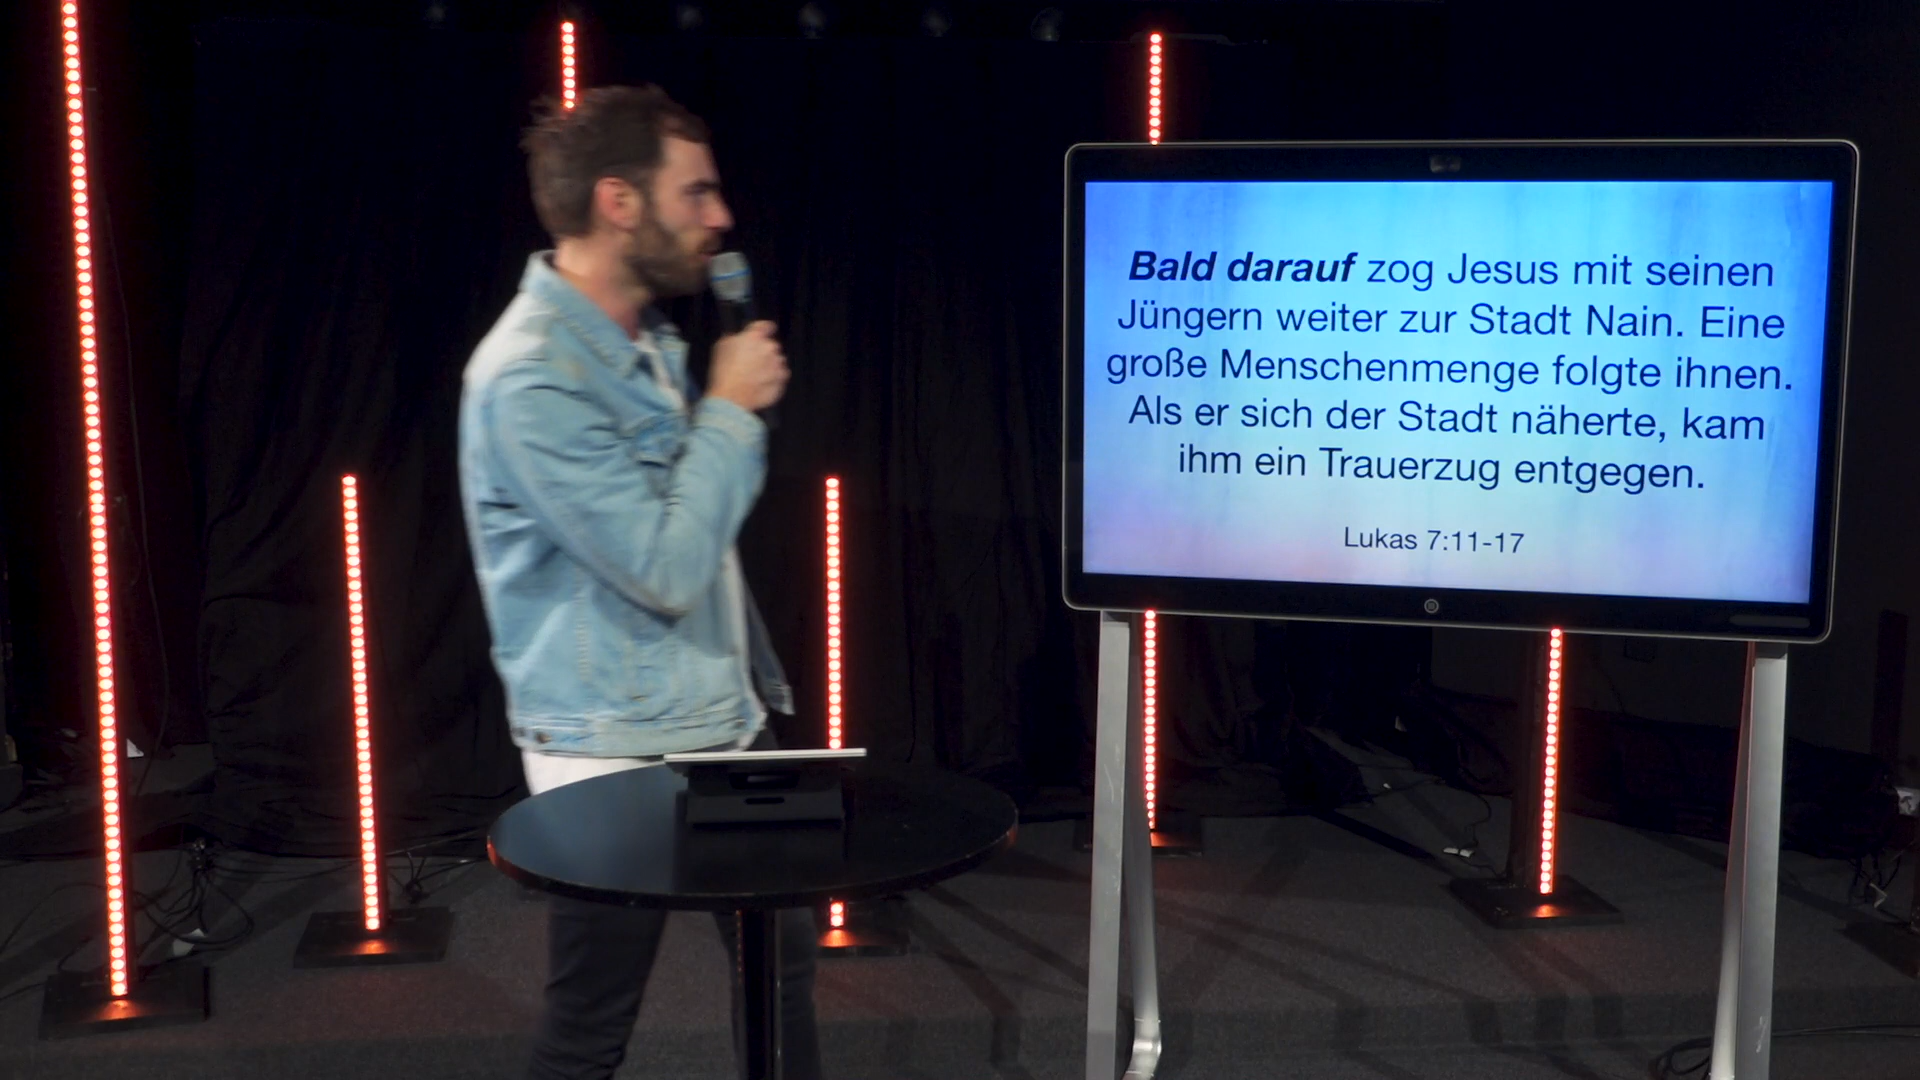 Bald darauf zog Jesus mit seinen
Jüngern weiter zur Stadt Nain. Eine
große Menschenmenge folgte ihnen.
Als er sich der Stadt näherte, kam
ihm ein Trauerzug entgegen.
Lukas 7:11-17